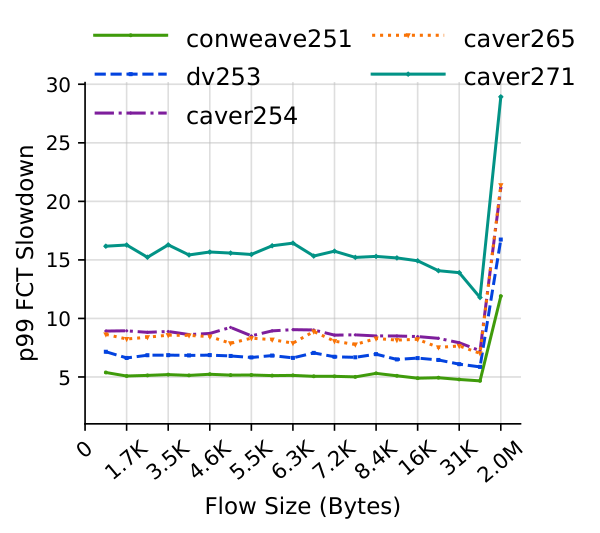 conweave251
caver265
dv253
caver271
caver254
30
25
20
15
10
5
p99 FCT Slowdown
0
1.7K
3.5K
4.6K
5.5K
6.3K
7.2K
8.4K
16K
31K
2.0M
Flow Size (Bytes)